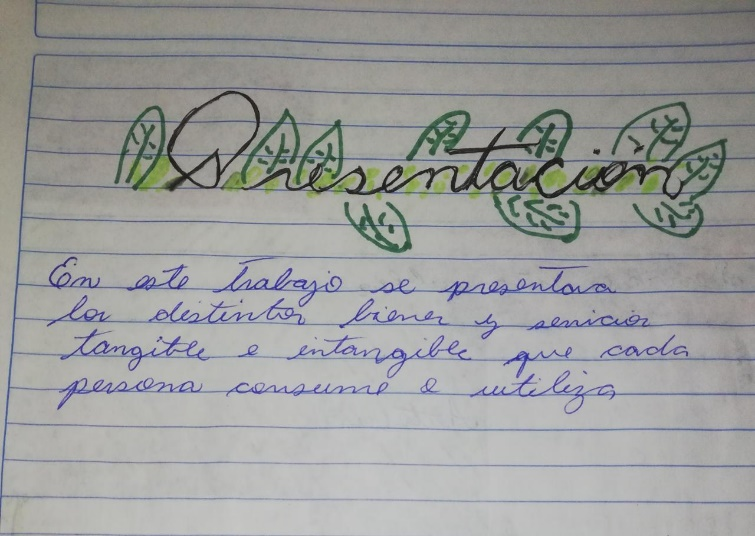 Presentación
En este trabajo se presentara
los distintos bienes y servicios
tangible e intangible que cada
persona consume o utiliza